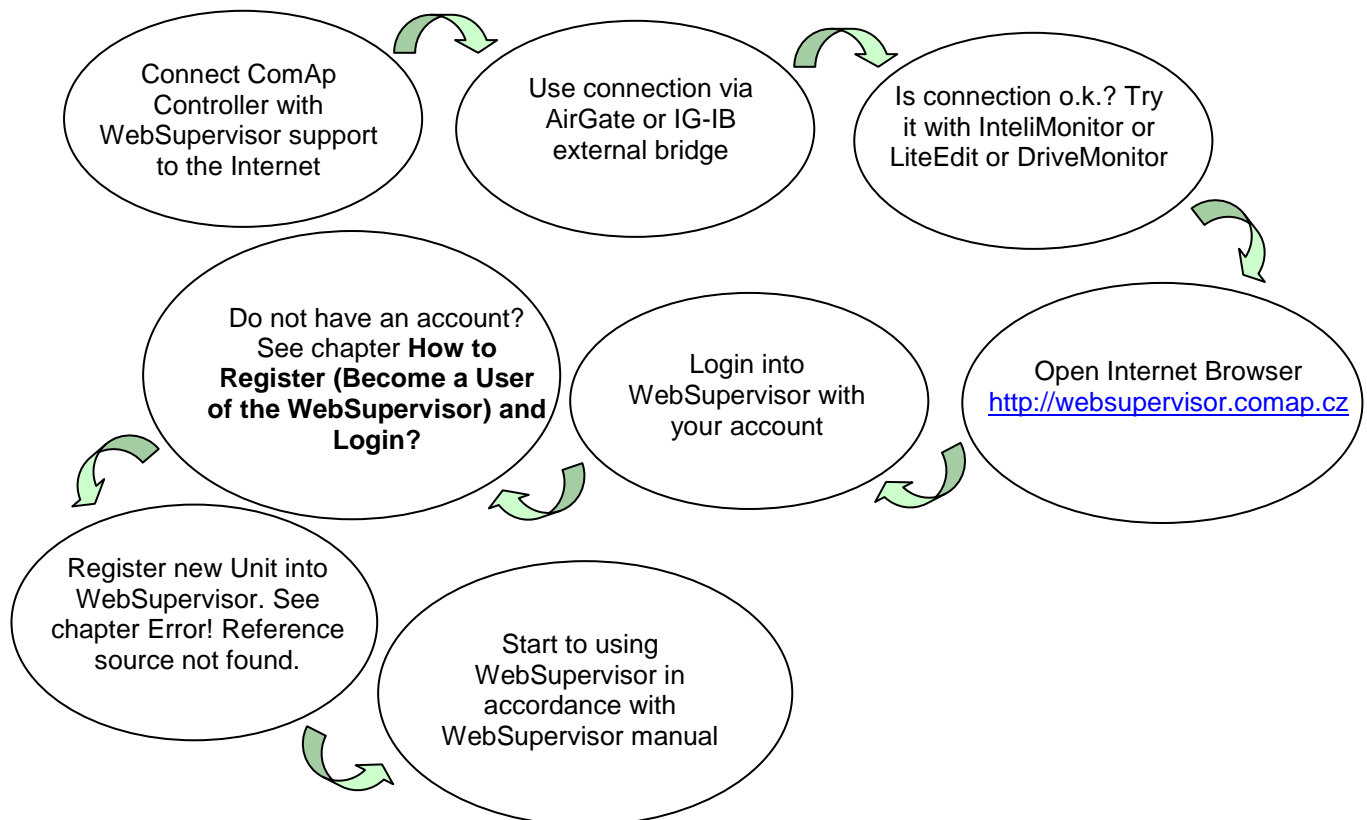 Connect ComAp
Controller with
WebSupervisor support
to the Internet
Use connection via
AirGate or IG-IB
external bridge
Is connection o.k.? Try
it with InteliMonitor or
LiteEdit or DriveMonitor
Open Internet Browser
http://websupervisor.comap.cz
Login into
WebSupervisor with
your account
Do not have an account?
See chapter How to
Register (Become a User
of the WebSupervisor) and
Login?
Register new Unit into
WebSupervisor. See
chapter Error! Reference
source not found.
Start to using
WebSupervisor in
accordance with
WebSupervisor manual